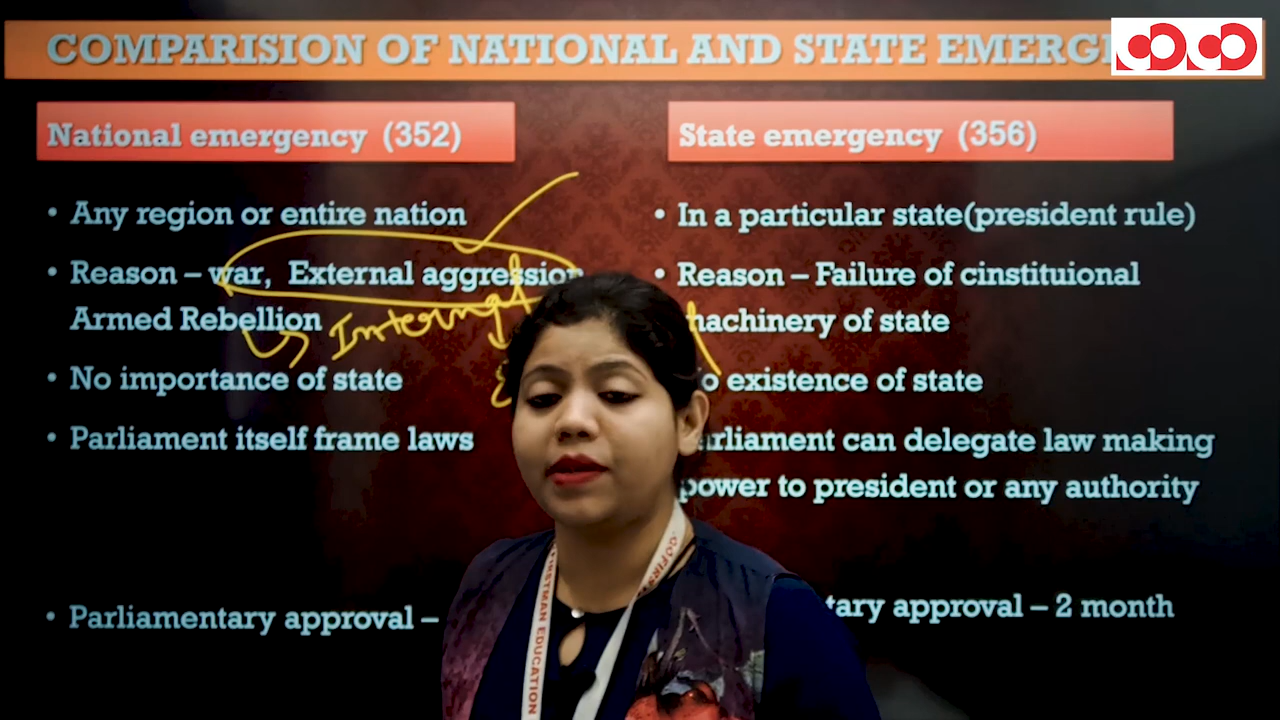 COMPARISION OF NATIONAL AND STATE
National emergency (352)
• Any region or entire nation
• Reason – war, External aggression
Armed Rebellion
Internal
• No importance of state
• Parliament itself frame laws
• Parliamentary approval –
State emergency (356)
• In a particular state(president rule)
• Reason – Failure of cinstituional
machinery of state
existence of state
can delegate law making
power to president or any authority
approval – 2 month
FIRSTMAN EDUCATION